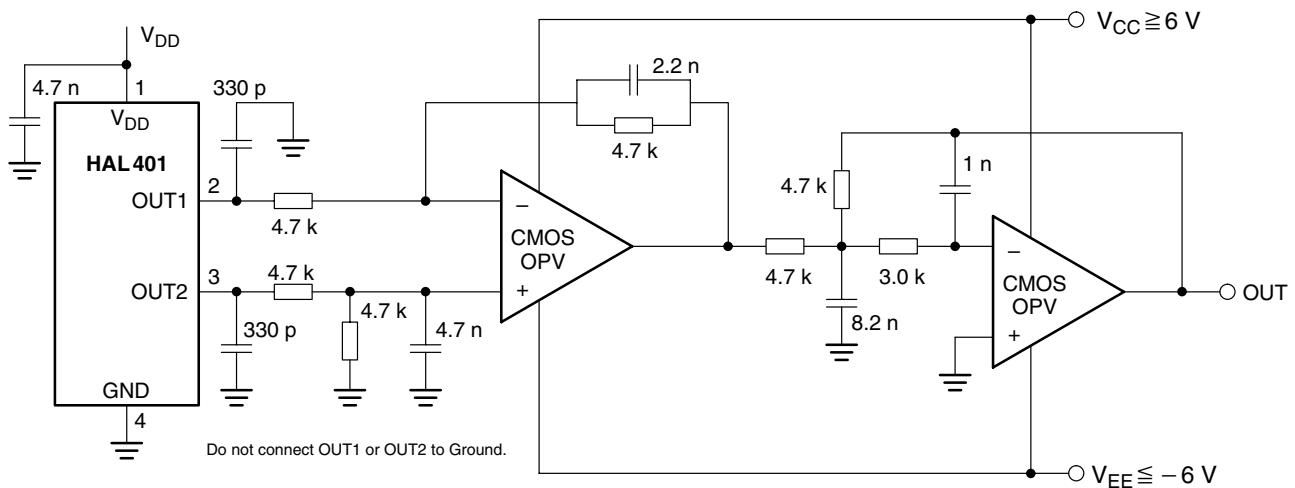 V_DD
V_CC ≧ 6 V
4.7 n
1
330 p
2.2 n
V_DD
HAL 401
4.7 k
1 n
OUT1
2
4.7 k
4.7 k
–
CMOS
OPV
+
4.7 k
3.0 k
–
CMOS
OPV
+
OUT
OUT2
3
4.7 k
4.7 k
330 p
4.7 n
8.2 n
GND
4
Do not connect OUT1 or OUT2 to Ground.
V_EE ≦ – 6 V